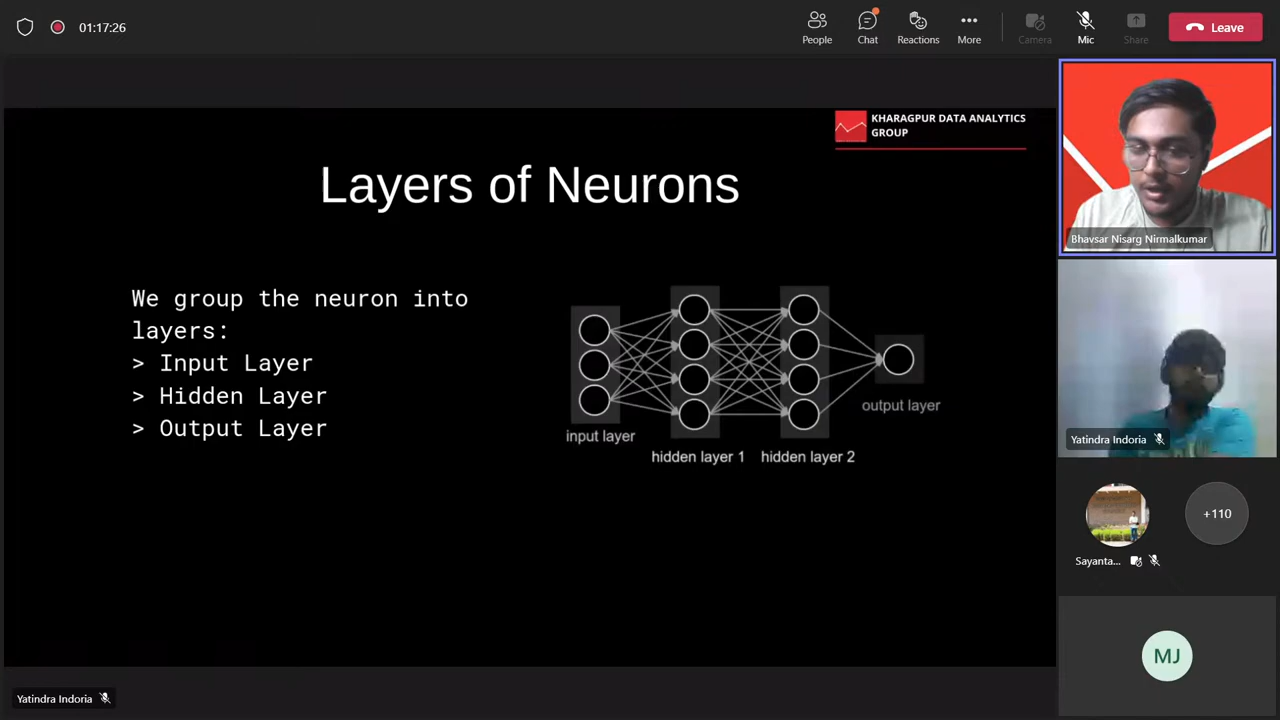 01:17:26
People
Chat
Reactions
More
Camera
Mic
Share
Leave
KHARAGPUR DATA ANALYTICS
GROUP
Layers of Neurons
We group the neuron into
layers:
> Input Layer
> Hidden Layer
> Output Layer
input layer
hidden layer 1
hidden layer 2
output layer
Bhavsar Nisarg Nirmalkumar
Yatindra Indoria
Sayanta...
+110
MJ
Yatindra Indoria